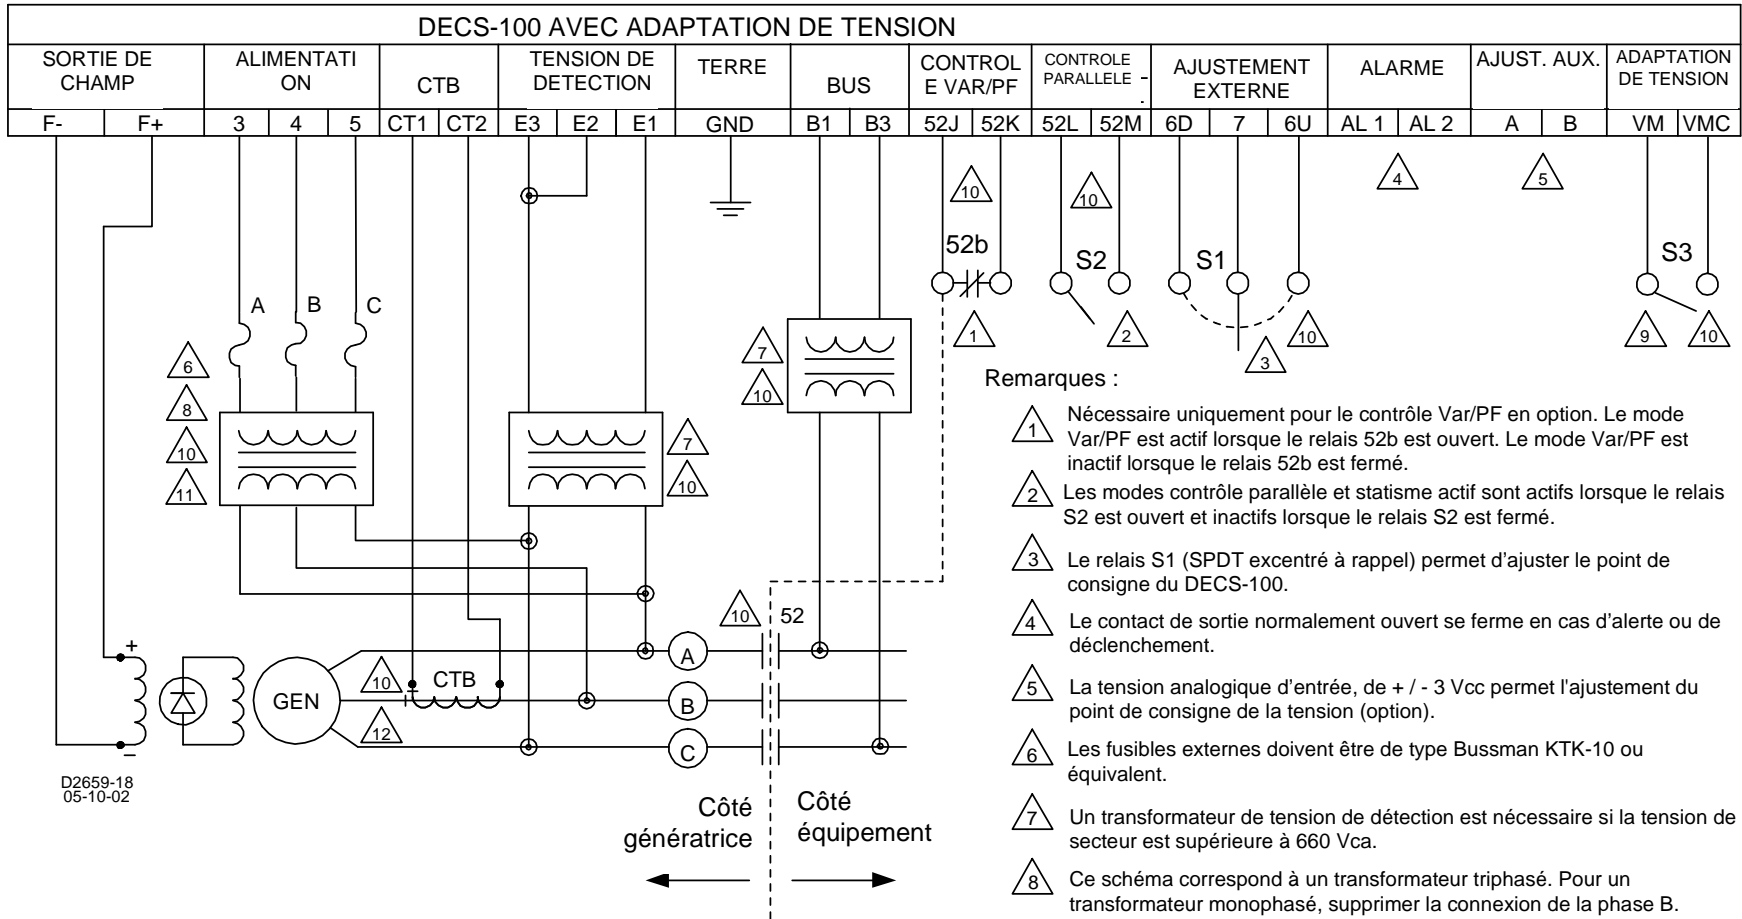 DECS-100 AVEC ADAPTATION DE TENSION
SORTIE DE
CHAMP
ALIMENTATI
ON
CTB
TENSION DE
DETECTION
TERRE
BUS
CONTROL
E VAR/PF
CONTROLE
PARALLELE -
-
AJUSTEMENT
EXTERNE
ALARME
AJUST. AUX.
ADAPTATION
DE TENSION
F- F+ 3 4 5 CT1 CT2 E3 E2 E1 GND B1 B3 52J 52K 52L 52M 6D 7 6U AL 1 AL 2 A B VM VMC
10 10 4 5
52b S2 S1 S3
A B C
1 2 3 10 9 10
6
8
10
11
7
10
7
10
Remarques :
1 Nécessaire uniquement pour le contrôle Var/PF en option. Le mode
Var/PF est actif lorsque le relais 52b est ouvert. Le mode Var/PF est
inactif lorsque le relais 52b est fermé.
2 Les modes contrôle parallèle et statisme actif sont actifs lorsque le relais
S2 est ouvert et inactifs lorsque le relais S2 est fermé.
3 Le relais S1 (SPDT excentré à rappel) permet d’ajuster le point de
consigne du DECS-100.
4 Le contact de sortie normalement ouvert se ferme en cas d’alerte ou de
déclenchement.
5 La tension analogique d’entrée, de + / - 3 Vcc permet l'ajustement du
point de consigne de la tension (option).
6 Les fusibles externes doivent être de type Bussman KTK-10 ou
équivalent.
7 Un transformateur de tension de détection est nécessaire si la tension de
secteur est supérieure à 660 Vca.
8 Ce schéma correspond à un transformateur triphasé. Pour un
transformateur monophasé, supprimer la connexion de la phase B.
10 52
+
GEN
10 CTB
12
A
B
C
–
D2659-18
05-10-02
Côté
génératrice
Côté
équipement